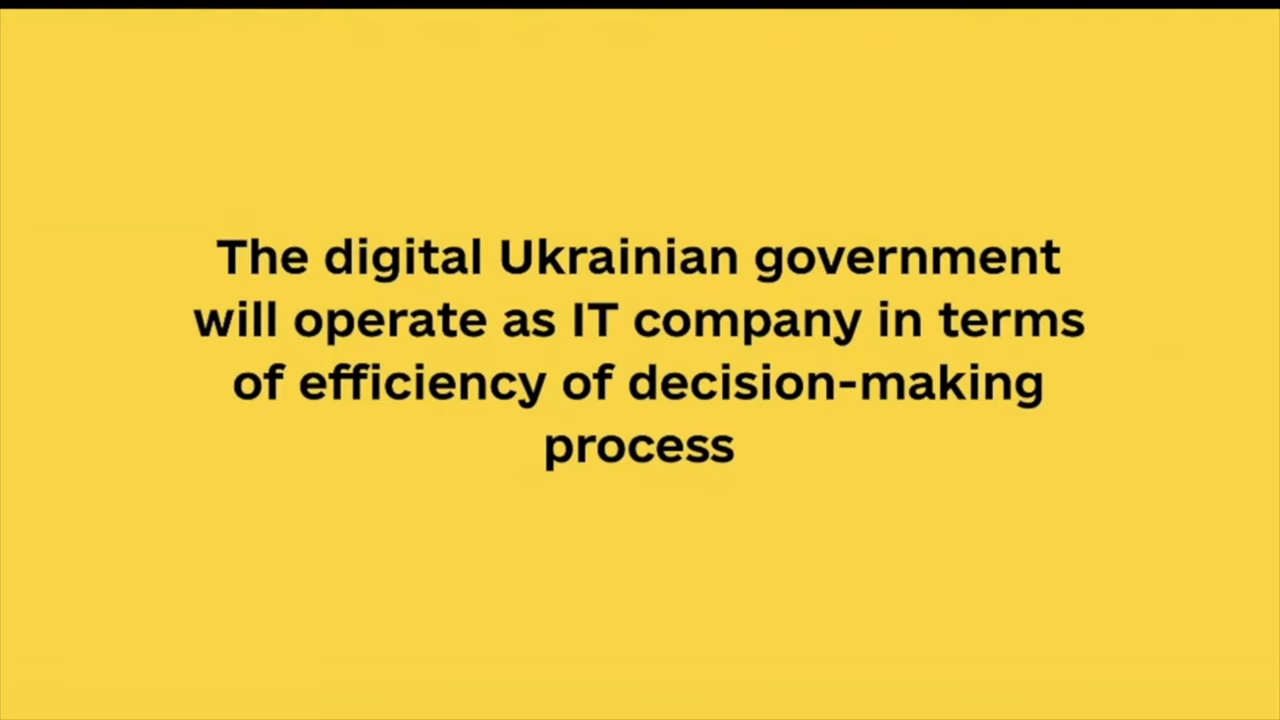 The digital Ukrainian government
will operate as IT company in terms
of efficiency of decision-making
process